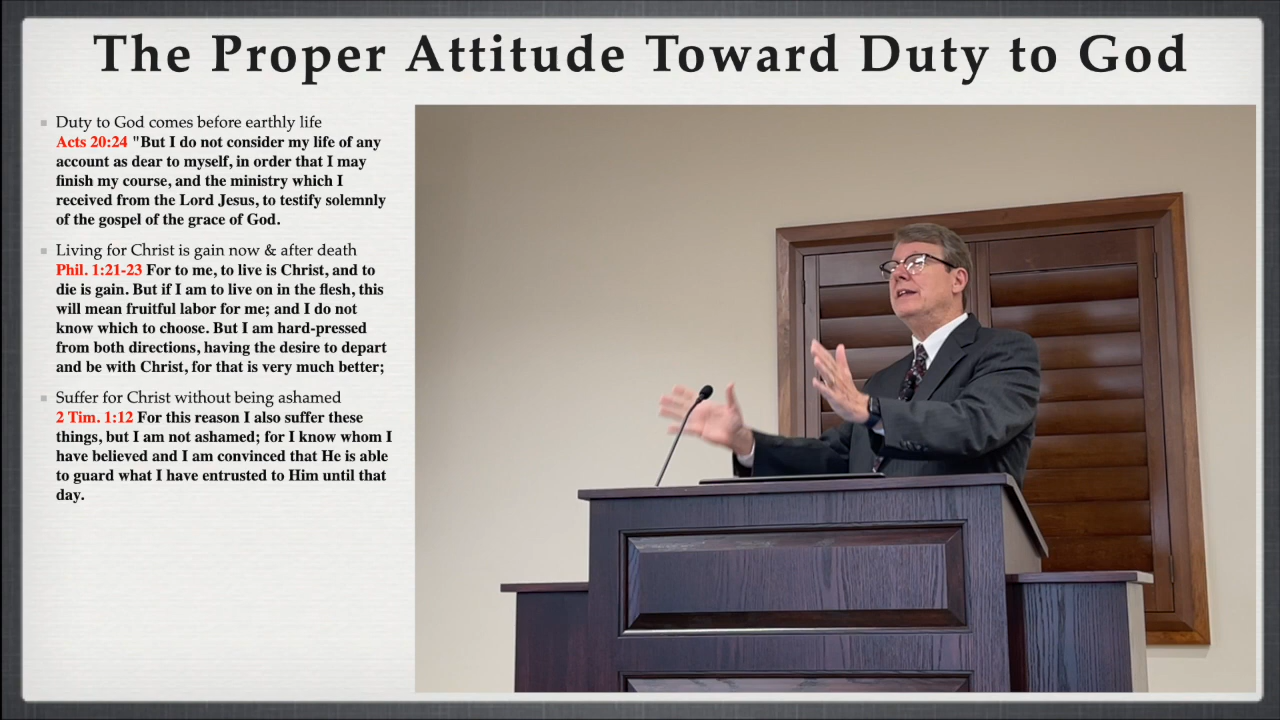 The Proper Attitude Toward Duty to God
Duty to God comes before earthly life
Acts 20:24 "But I do not consider my life of any
account as dear to myself, in order that I may
finish my course, and the ministry which I
received from the Lord Jesus, to testify solemnly
of the gospel of the grace of God.
Living for Christ is gain now & after death
Phil. 1:21-23 For to me, to live is Christ, and to
die is gain. But if I am to live on in the flesh, this
will mean fruitful labor for me; and I do not
know which to choose. But I am hard-pressed
from both directions, having the desire to depart
and be with Christ, for that is very much better;
Suffer for Christ without being ashamed
2 Tim. 1:12 For this reason I also suffer these
things, but I am not ashamed; for I know whom I
have believed and I am convinced that He is able
to guard what I have entrusted to Him until that
day.